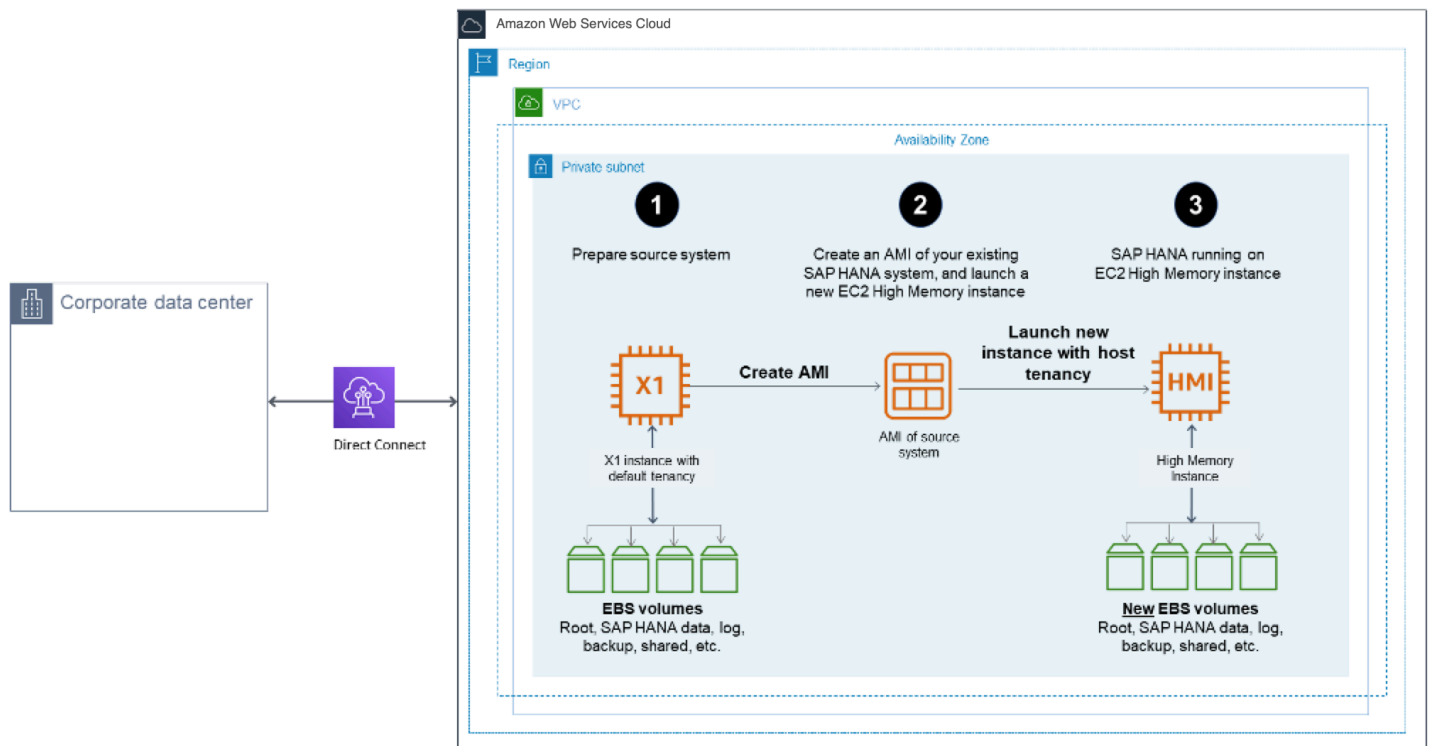 Amazon Web Services Cloud
Region
VPC
Availability Zone
Private subnet
1
2
3
Prepare source system
Create an AMI of your existing
SAP HANA system, and launch a
new EC2 High Memory instance
SAP HANA running on
EC2 High Memory instance
Corporate data center
Direct Connect
X1
Create AMI
AMI of source
system
Launch new
instance with host
tenancy
HMI
X1 instance with
default tenancy
High Memory
Instance
EBS volumes
Root, SAP HANA data, log,
backup, shared, etc.
New EBS volumes
Root, SAP HANA data, log,
backup, shared, etc.